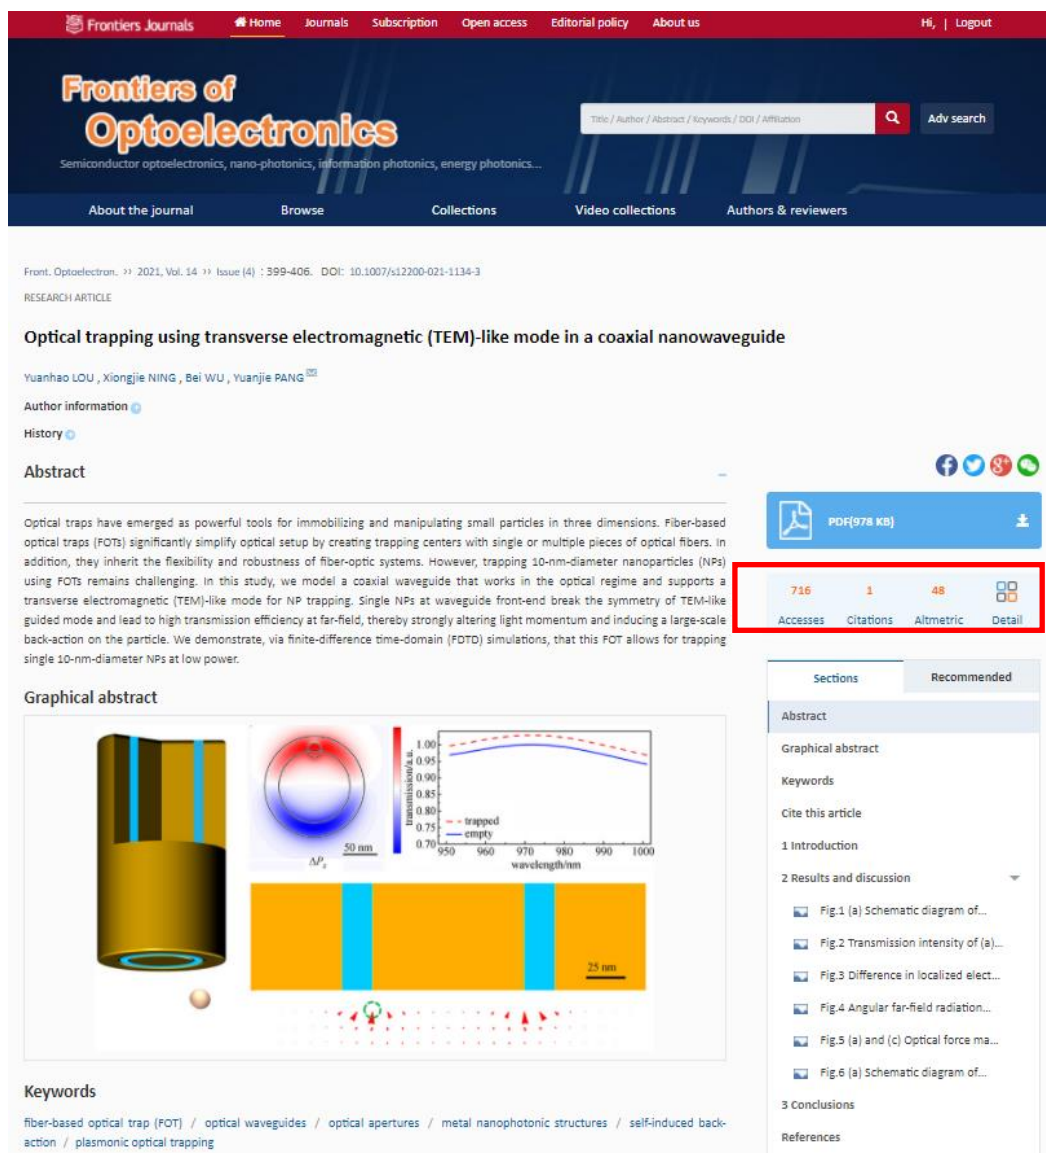 Frontiers Journals Home Journals Subscription Open access Editorial policy About us Hi, | Logout
Frontiers of
Optoelectronics
Title / Author / Abstract / Keywords / DOI / Affiliation Adv search
Semiconductor optoelectronics, nano-photonics, information photonics, energy photonics...
About the journal Browse Collections Video collections Authors & reviewers
Front. Optoelectron. ›› 2021, Vol. 14 ›› Issue (4) : 399-406. DOI: 10.1007/s12200-021-1134-3
RESEARCH ARTICLE
Optical trapping using transverse electromagnetic (TEM)-like mode in a coaxial nanowaveguide
Yuanhao LOU , Xiongjie NING , Bei WU , Yuanjie PANG
Author information
History
Abstract
Optical traps have emerged as powerful tools for immobilizing and manipulating small particles in three dimensions. Fiber-based
optical traps (FOTs) significantly simplify optical setup by creating trapping centers with single or multiple pieces of optical fibers. In
addition, they inherit the flexibility and robustness of fiber-optic systems. However, trapping 10-nm-diameter nanoparticles (NPs)
using FOTs remains challenging. In this study, we model a coaxial waveguide that works in the optical regime and supports a
transverse electromagnetic (TEM)-like mode for NP trapping. Single NPs at waveguide front-end break the symmetry of TEM-like
guided mode and lead to high transmission efficiency at far-field, thereby strongly altering light momentum and inducing a large-scale
back-action on the particle. We demonstrate, via finite-difference time-domain (FDTD) simulations, that this FOT allows for trapping
single 10-nm-diameter NPs at low power.
Graphical abstract
50 nm
ΔPz
transmission/a.u.
1.00
0.95
0.90
0.85
0.80
0.75
0.70
trapped
empty
950 960 970 980 990 1000
wavelength/nm
25 nm
Keywords
fiber-based optical trap (FOT) / optical waveguides / optical apertures / metal nanophotonic structures / self-induced back-
action / plasmonic optical trapping
PDF(978 KB)
716 1 48
Accesses Citations Altmetric Detail
Sections Recommended
Abstract
Graphical abstract
Keywords
Cite this article
1 Introduction
2 Results and discussion
Fig.1 (a) Schematic diagram of...
Fig.2 Transmission intensity of (a)...
Fig.3 Difference in localized elect...
Fig.4 Angular far-field radiation...
Fig.5 (a) and (c) Optical force ma...
Fig.6 (a) Schematic diagram of...
3 Conclusions
References